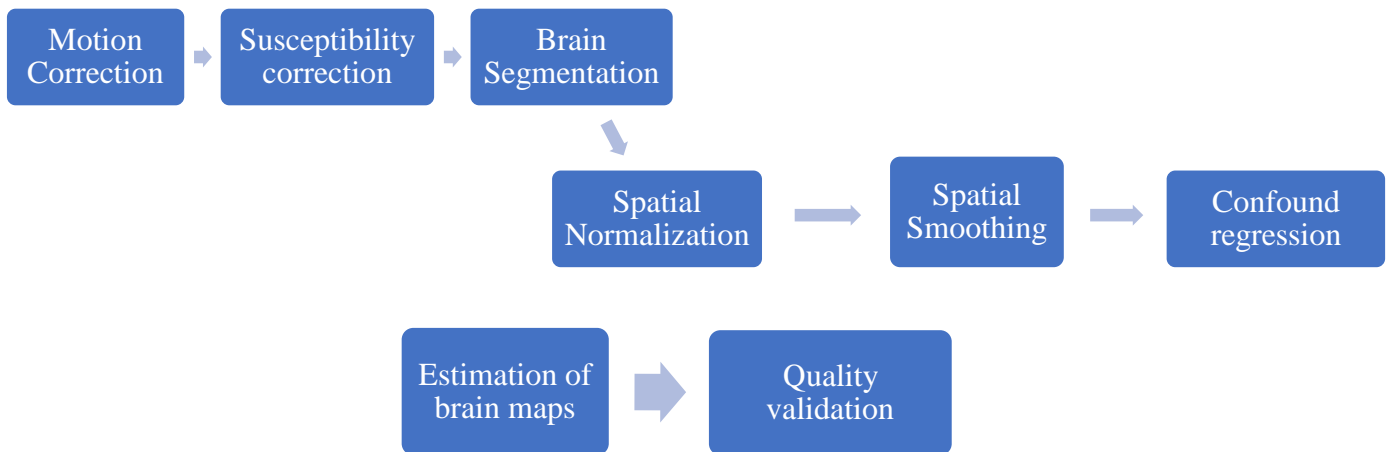 Motion
Correction
Susceptibility
correction
Brain
Segmentation
Spatial
Normalization
Spatial
Smoothing
Confound
regression
Estimation of
brain maps
Quality
validation